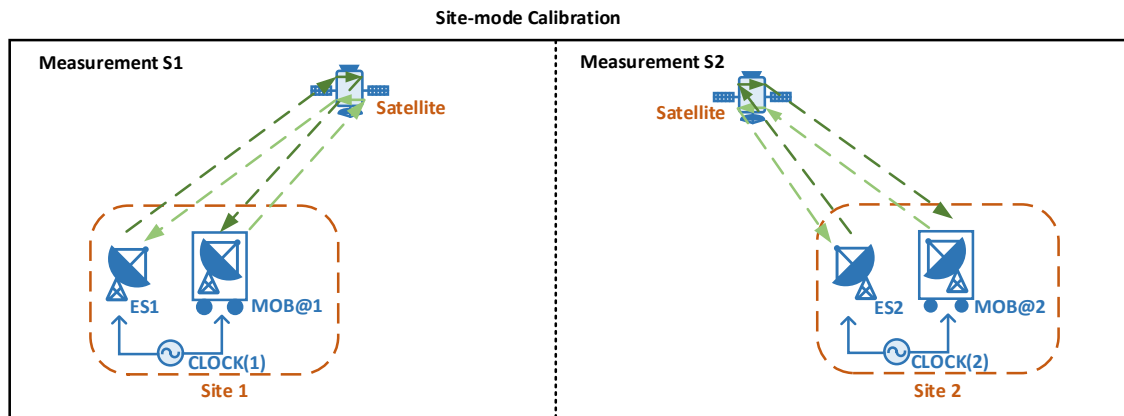 Site-mode Calibration
Measurement S1
Satellite
ES1
MOB@1
CLOCK(1)
Site 1
Measurement S2
Satellite
ES2
MOB@2
CLOCK(2)
Site 2